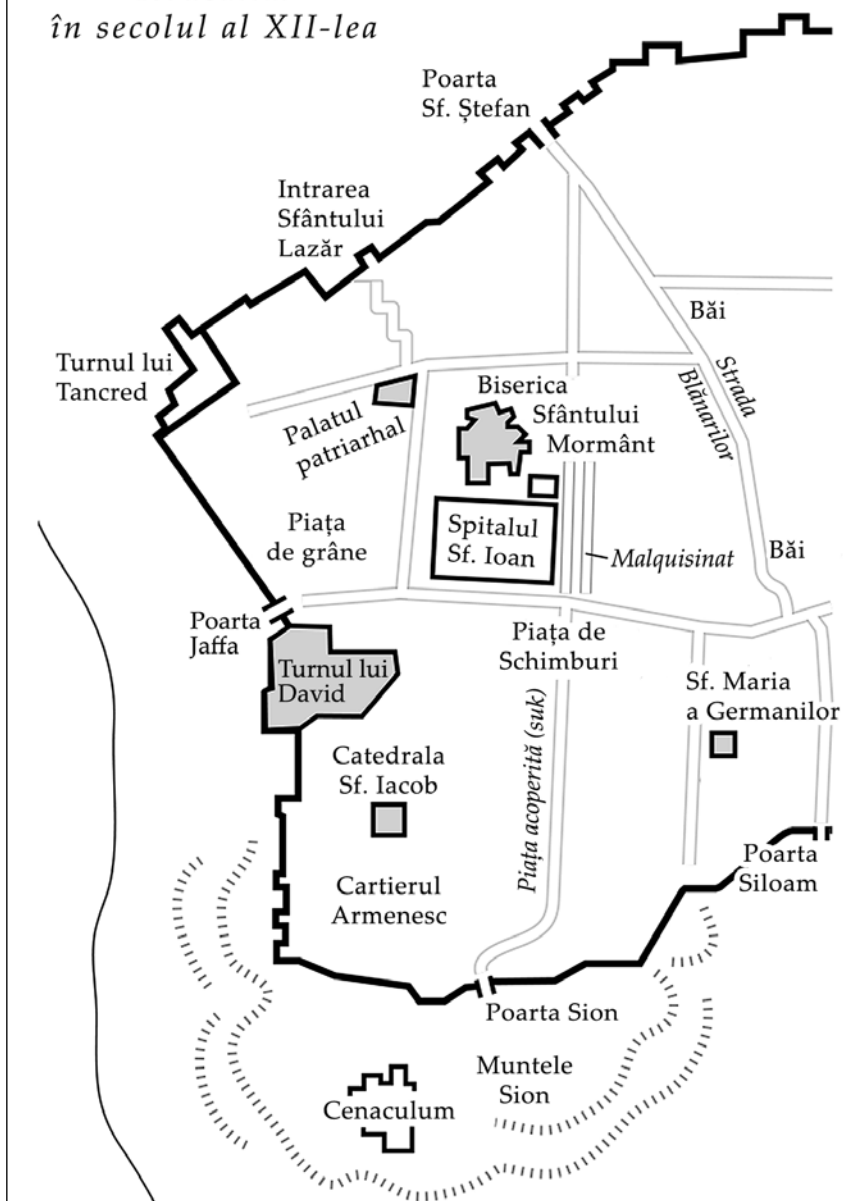 în secolul al XII-lea
Poarta
Sf. Ștefan
Intrarea
Sfântului
Lazăr
Băi
Turnul lui
Tancred
Strada
Blănarilor
Biserica
Sfântului
Mormânt
Palatul
patriarhal
Piața
de grâne
Spitalul
Sf. Ioan
Malquisinat
Băi
Poarta
Jaffa
Piața de
Schimburi
Turnul lui
David
Sf. Maria
a Germanilor
Piața acoperită (suk)
Catedrala
Sf. Iacob
Poarta
Siloam
Cartierul
Armenesc
Poarta Sion
Muntele
Sion
Cenaculum